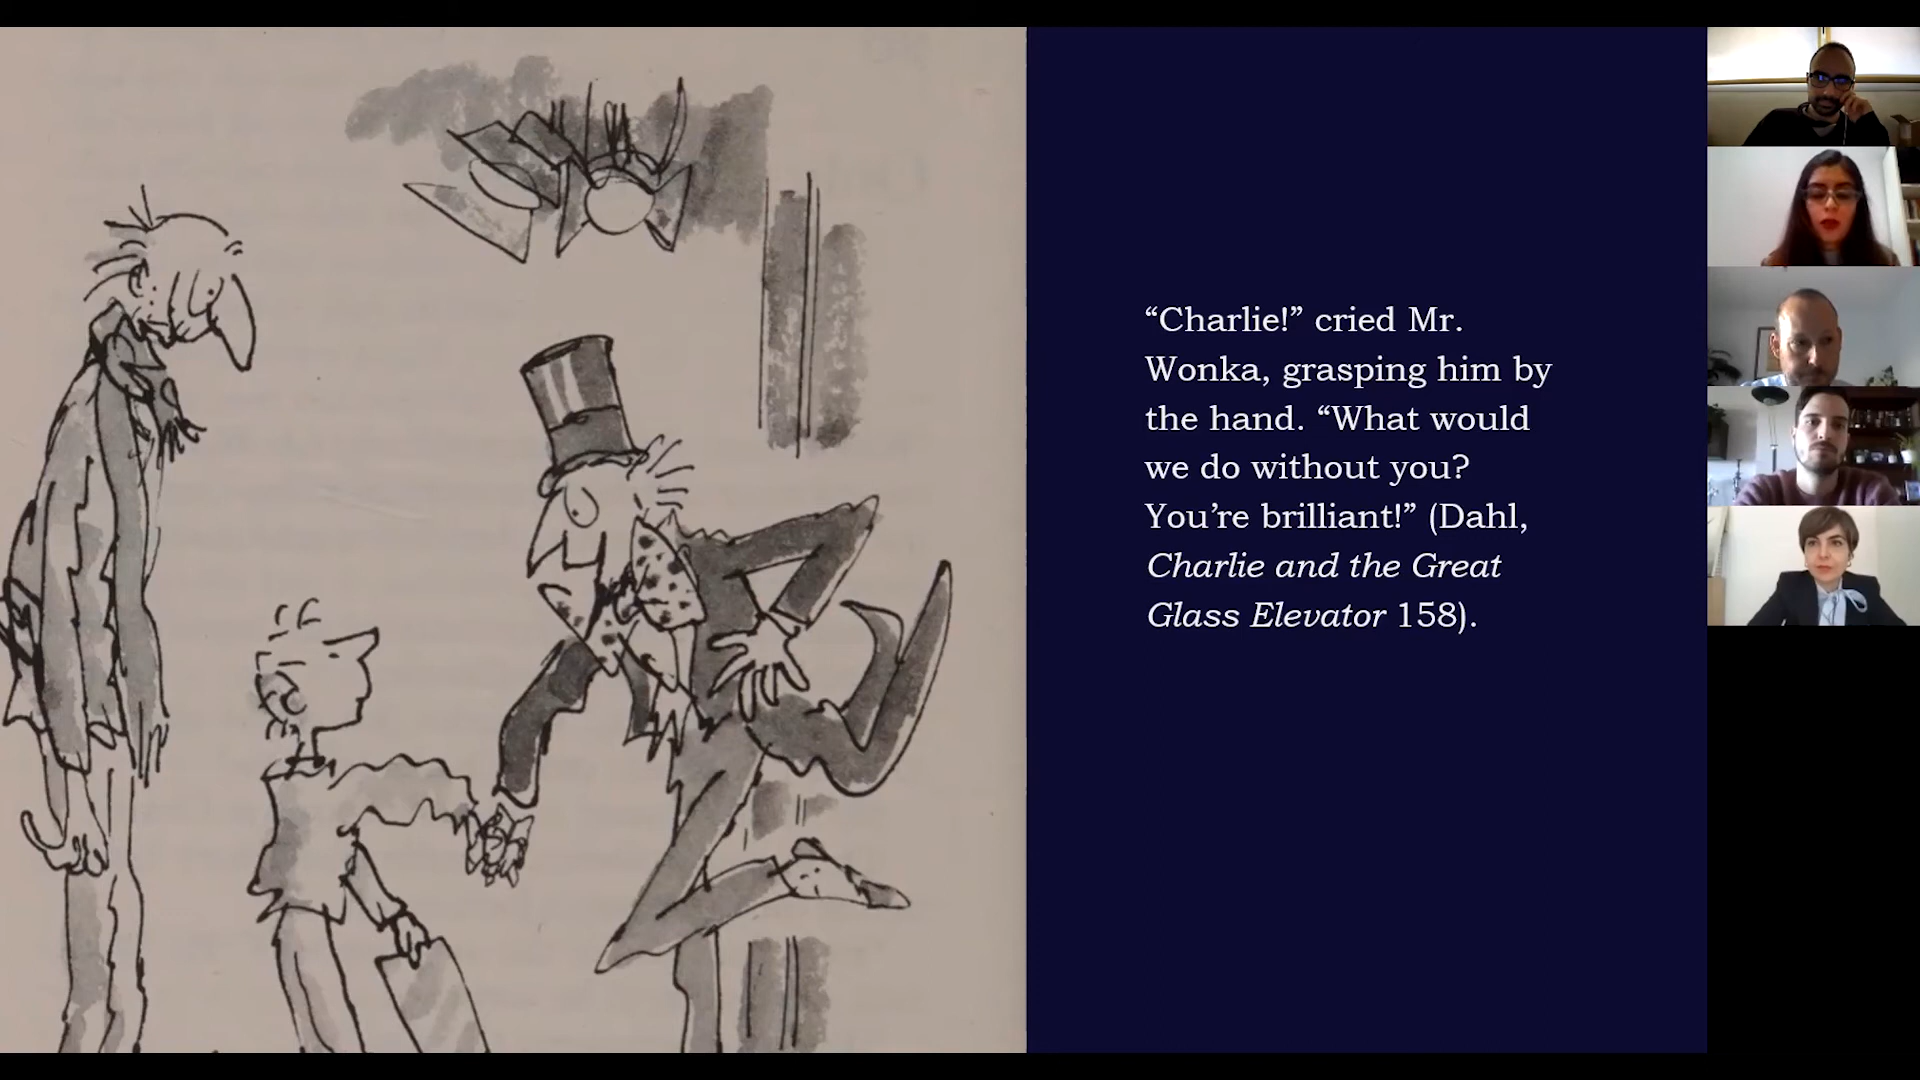 “Charlie!” cried Mr.
Wonka, grasping him by
the hand. “What would
we do without you?
You’re brilliant!” (Dahl,
Charlie and the Great
Glass Elevator 158).